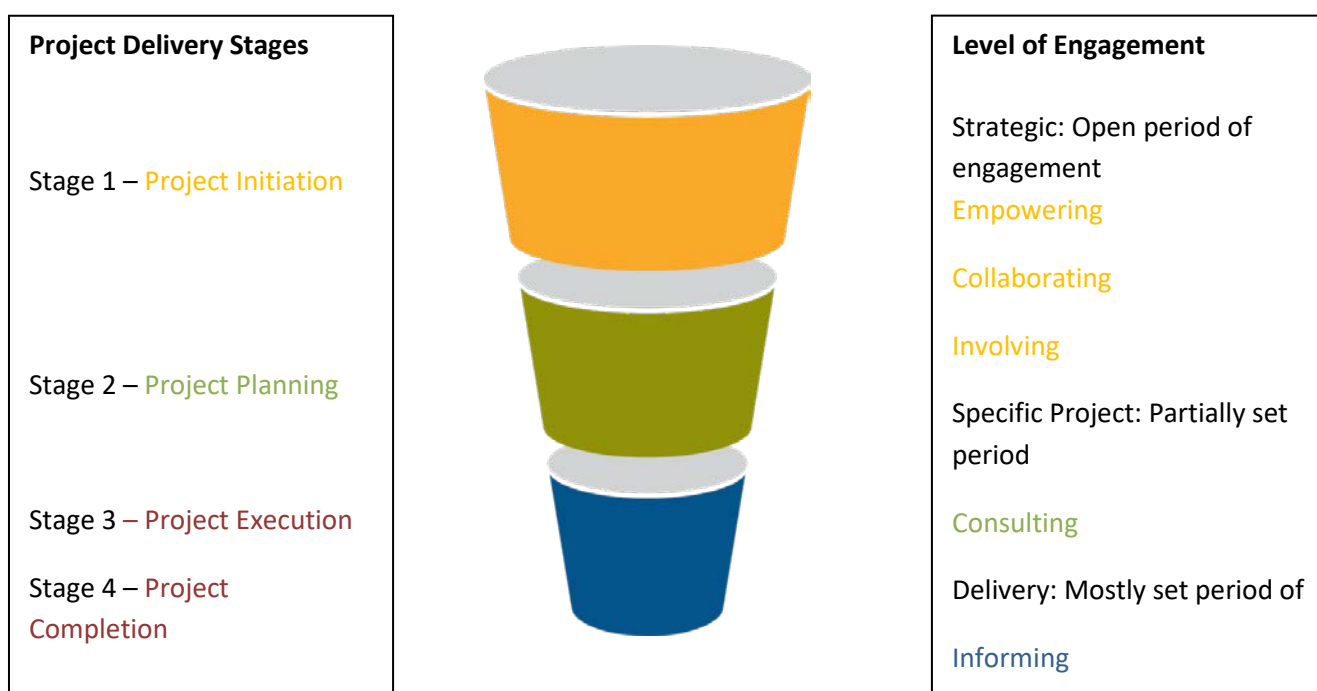 Project Delivery Stages
Stage 1 – Project Initiation
Stage 2 – Project Planning
Stage 3 – Project Execution
Stage 4 – Project
Completion
Level of Engagement
Strategic: Open period of
engagement
Empowering
Collaborating
Involving
Specific Project: Partially set
period
Consulting
Delivery: Mostly set period of
Informing